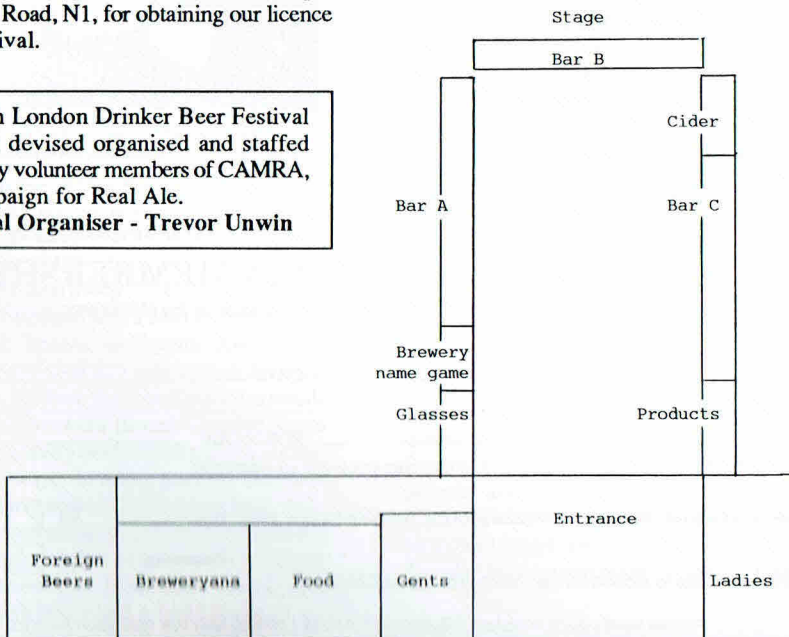 Road, N1, for obtaining our licence
ival.
n London Drinker Beer Festival
devised organised and staffed
y volunteer members of CAMRA,
paign for Real Ale.
al Organiser - Trevor Unwin
Stage
Bar B
Cider
Bar A
Bar C
Brewery
name game
Glasses
Products
Entrance
Foreign
Beers
Breweryana
Food
Gents
Ladies